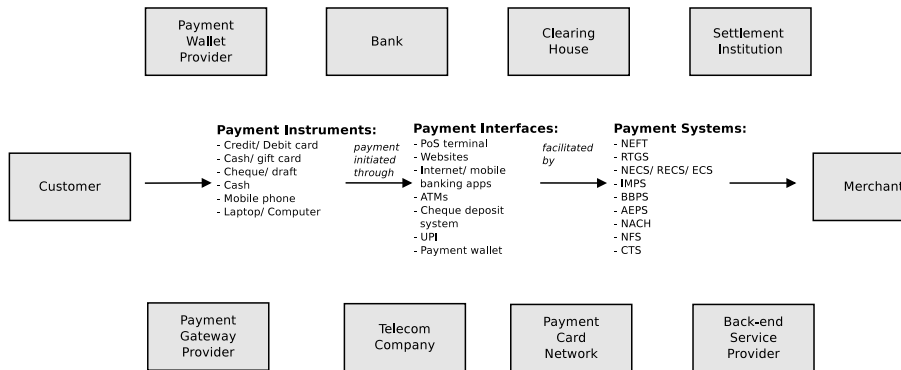 Payment
Wallet
Provider
Bank
Clearing
House
Settlement
Institution
Customer
Payment Instruments:
- Credit/ Debit card
- Cash/ gift card
- Cheque/ draft
- Cash
- Mobile phone
- Laptop/ Computer
payment
initiated
through
Payment Interfaces:
- PoS terminal
- Websites
- Internet/ mobile
banking apps
- ATMs
- Cheque deposit
system
- UPI
- Payment wallet
facilitated
by
Payment Systems:
- NEFT
- RTGS
- NECS/ RECS/ ECS
- IMPS
- BBPS
- AEPS
- NACH
- NFS
- CTS
Merchant
Payment
Gateway
Provider
Telecom
Company
Payment
Card
Network
Back-end
Service
Provider